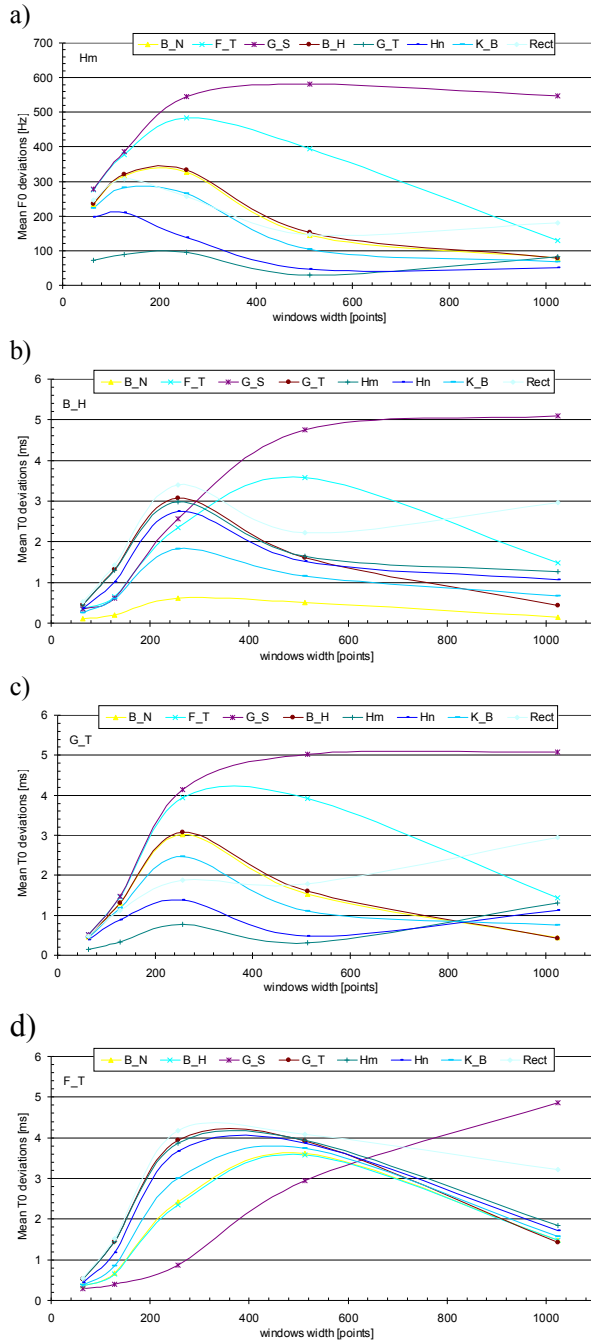 a)
B_N F_T G_S B_H G_T Hn K_B Rect
Hm
Mean F0 deviations [Hz]
700
600
500
400
300
200
100
0
0 200 400 600 800 1000
windows width [points]
b)
B_N F_T G_S G_T Hm Hn K_B Rect
B_H
Mean T0 deviations [ms]
6
5
4
3
2
1
0
0 200 400 600 800 1000
windows width [points]
c)
B_N F_T G_S B_H Hm Hn K_B Rect
G_T
Mean T0 deviations [ms]
6
5
4
3
2
1
0
0 200 400 600 800 1000
windows width [points]
d)
B_N B_H G_S G_T Hm Hn K_B Rect
F_T
Mean T0 deviations [ms]
6
5
4
3
2
1
0
0 200 400 600 800 1000
windows width [points]